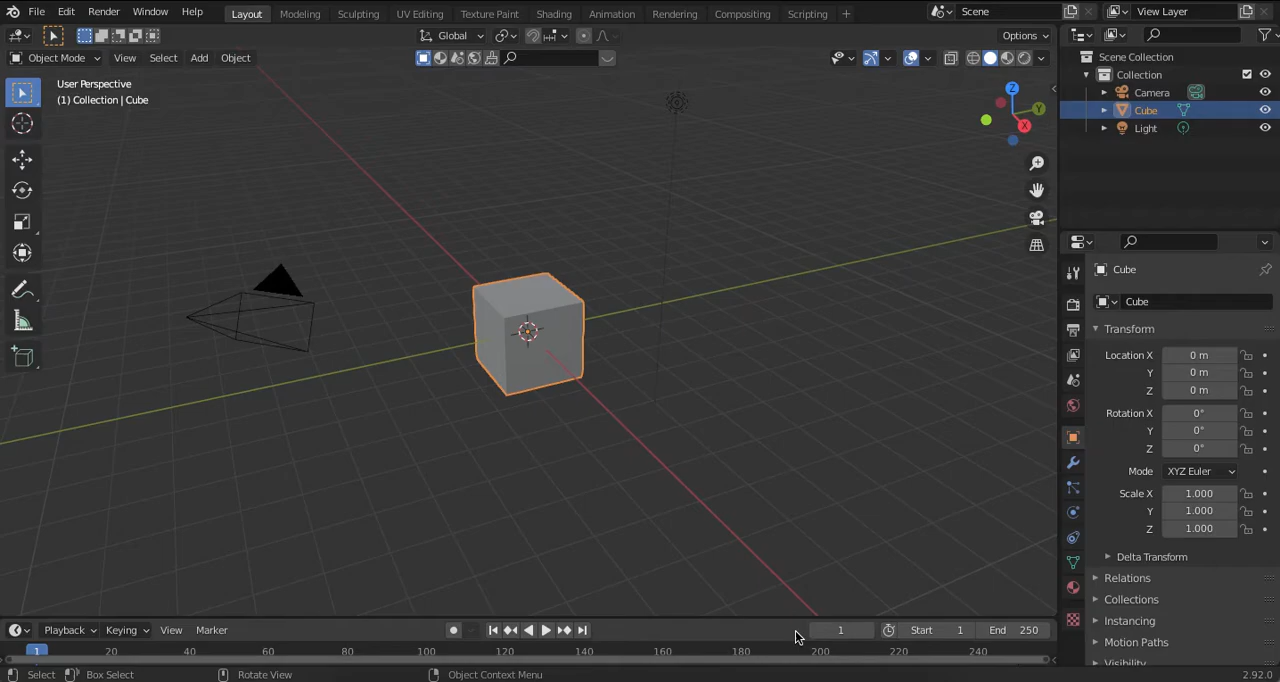 File Edit Render Window Help Layout Modeling Sculpting UV Editing Texture Paint Shading Animation Rendering Compositing Scripting + Scene View Layer
Global Options
Object Mode View Select Add Object
User Perspective
(1) Collection | Cube
Z
Y
X
Scene Collection
Collection
Camera
Cube
Light
Cube
Cube
Transform
Location X 0 m
Y 0 m
Z 0 m
Rotation X 0°
Y 0°
Z 0°
Mode XYZ Euler
Scale X 1.000
Y 1.000
Z 1.000
Delta Transform
Relations
Collections
Instancing
Motion Paths
Visibility
Playback Keying View Marker 1 Start 1 End 250
1 20 40 60 80 100 120 140 160 180 200 220 240
Select Box Select Rotate View Object Context Menu 2.92.0